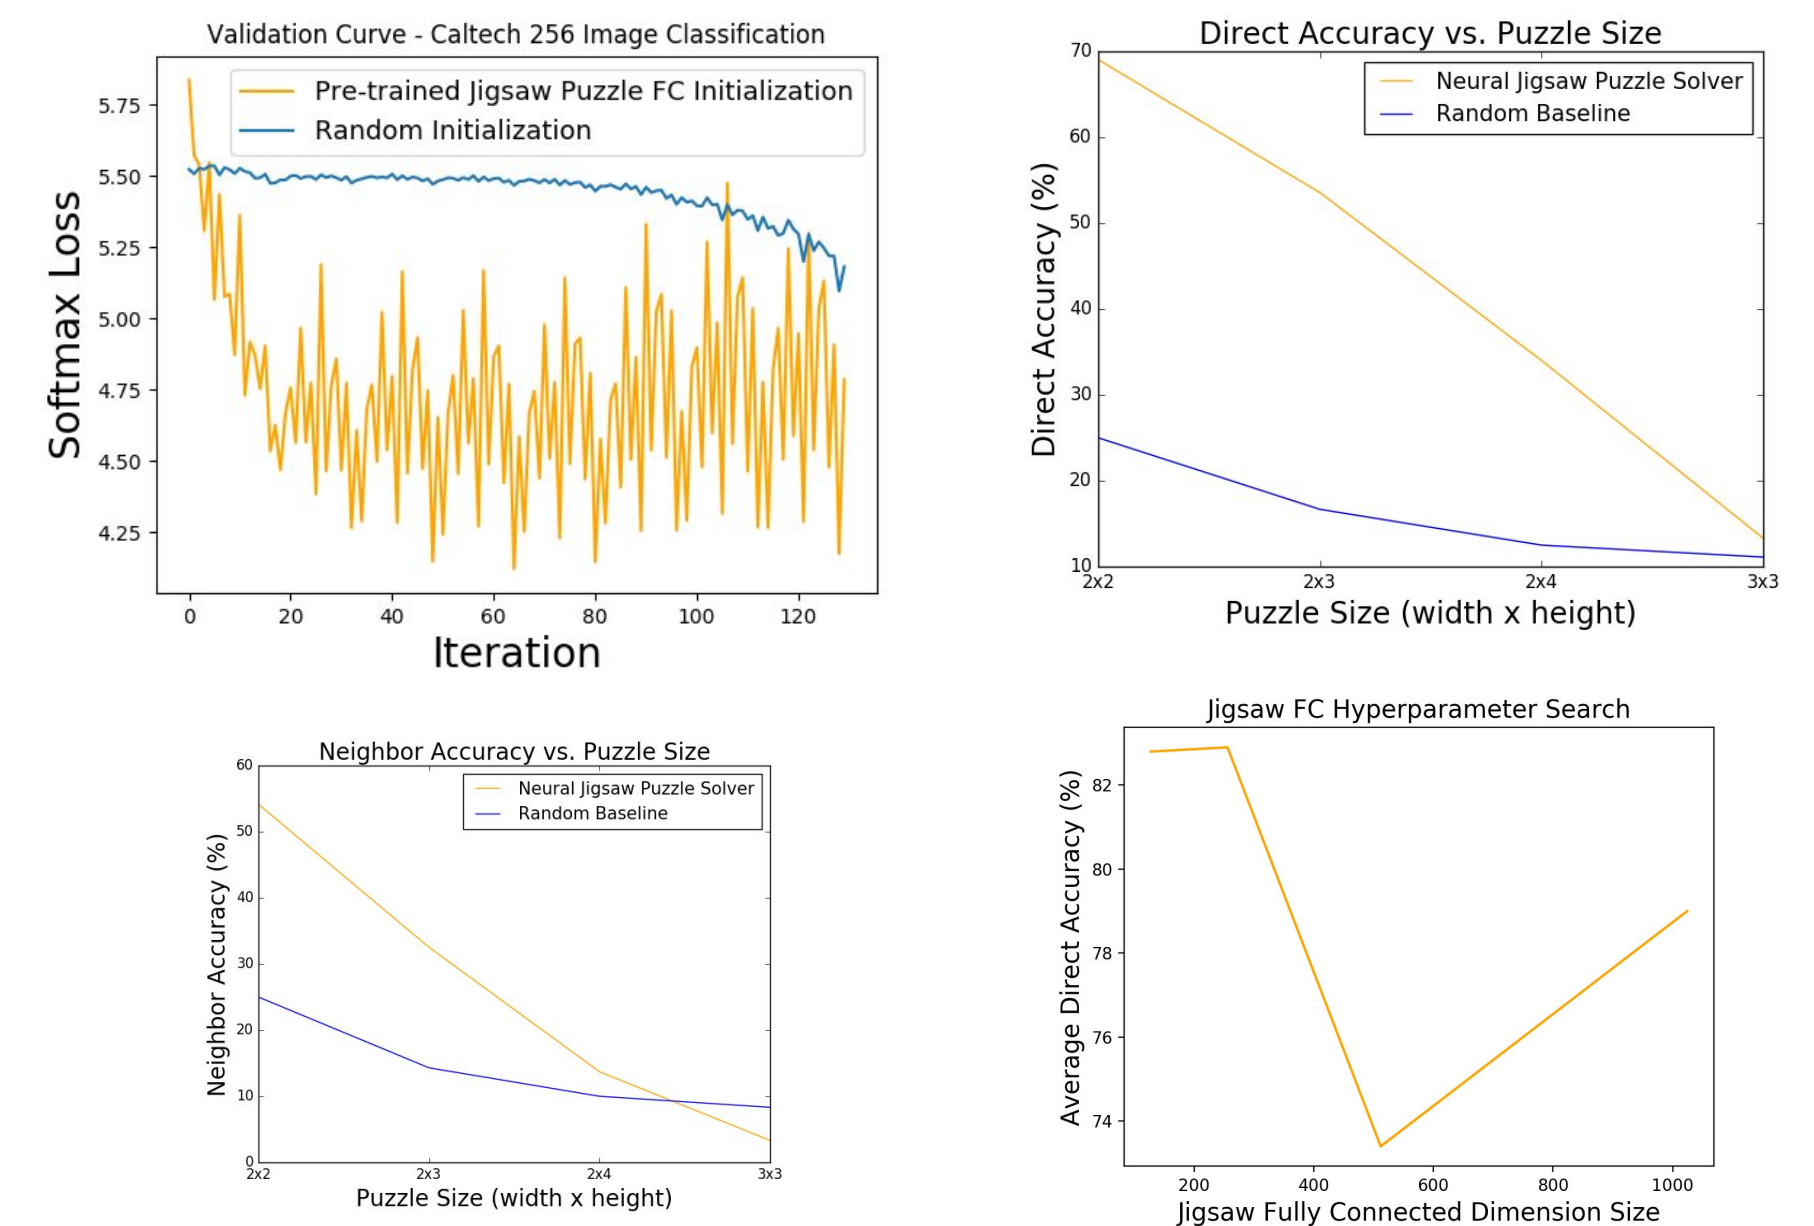 Validation Curve - Caltech 256 Image Classification
Pre-trained Jigsaw Puzzle FC Initialization
Random Initialization
5.75
5.50
5.25
5.00
4.75
4.50
4.25
Softmax Loss
0 20 40 60 80 100 120
Iteration
Direct Accuracy vs. Puzzle Size
Neural Jigsaw Puzzle Solver
Random Baseline
70
60
50
40
30
20
10
Direct Accuracy (%)
2x2 2x3 2x4 3x3
Puzzle Size (width x height)
Neighbor Accuracy vs. Puzzle Size
Neural Jigsaw Puzzle Solver
Random Baseline
60
50
40
30
20
10
0
Neighbor Accuracy (%)
2x2 2x3 2x4 3x3
Puzzle Size (width x height)
Jigsaw FC Hyperparameter Search
82
80
78
76
74
Average Direct Accuracy (%)
200 400 600 800 1000
Jigsaw Fully Connected Dimension Size